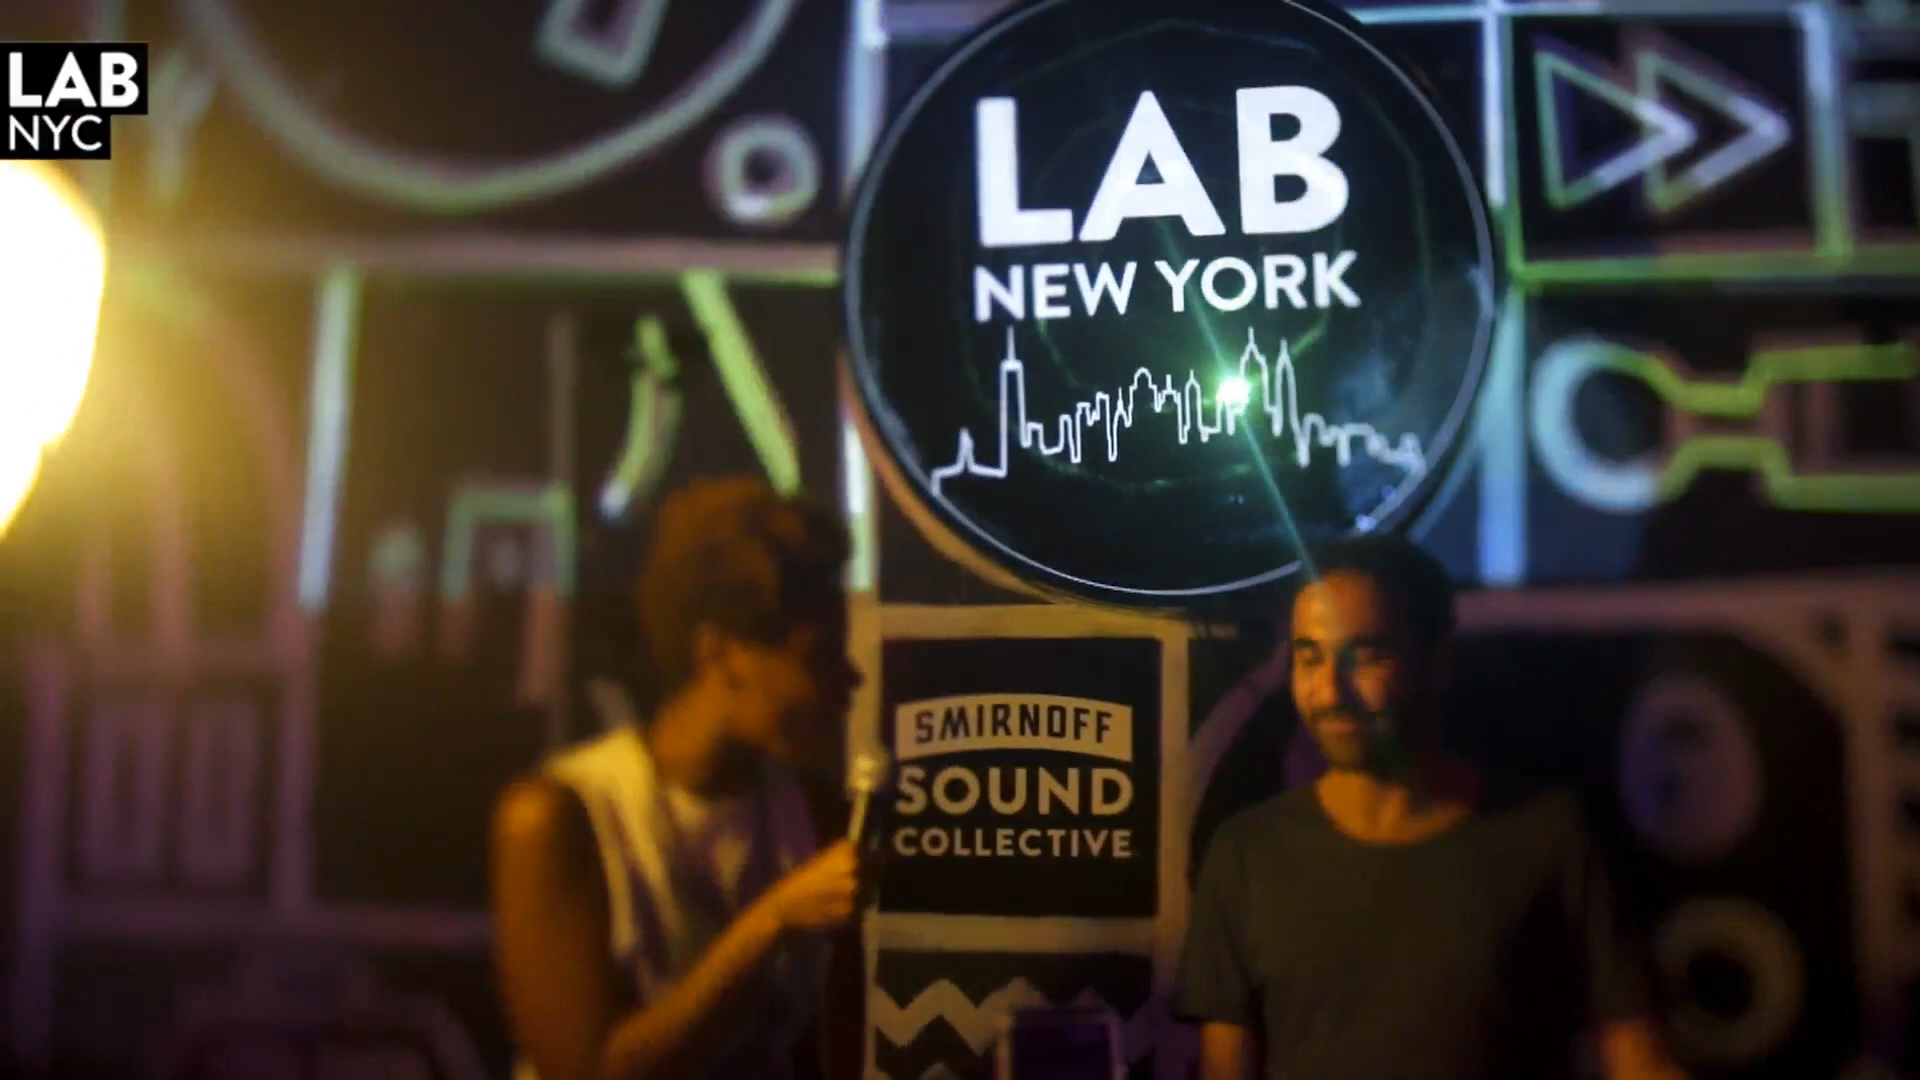 LAB
NYC
LAB
NEW YORK
SMIRNOFF
SOUND
COLLECTIVE